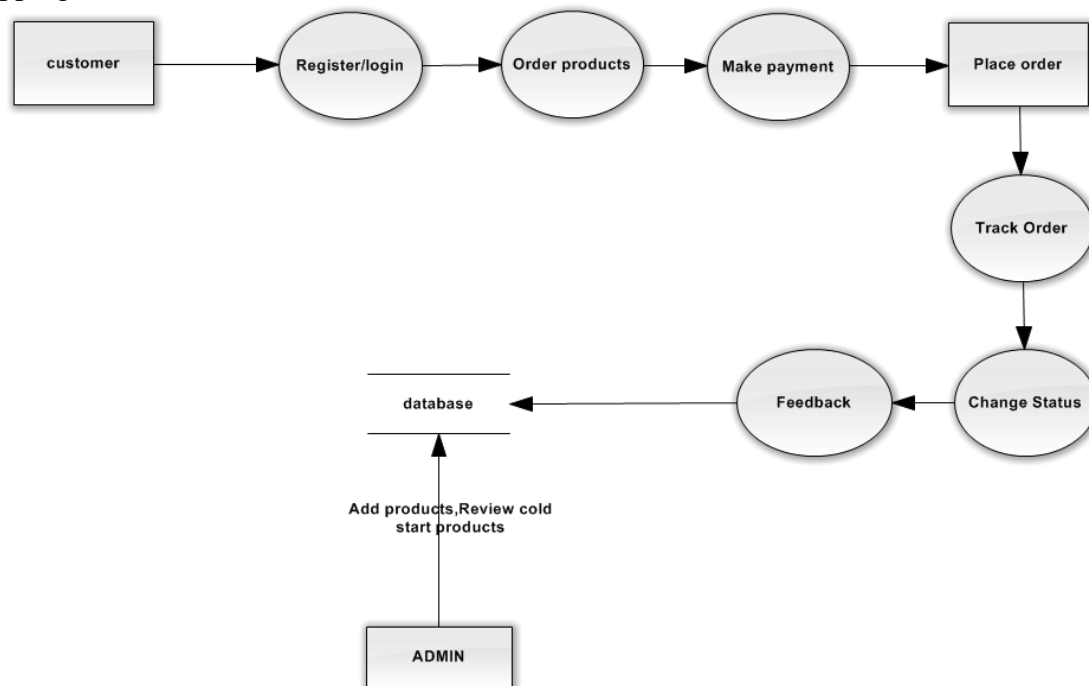 customer
Register/login
Order products
Make payment
Place order
Track Order
Change Status
Feedback
database
Add products,Review cold
start products
ADMIN